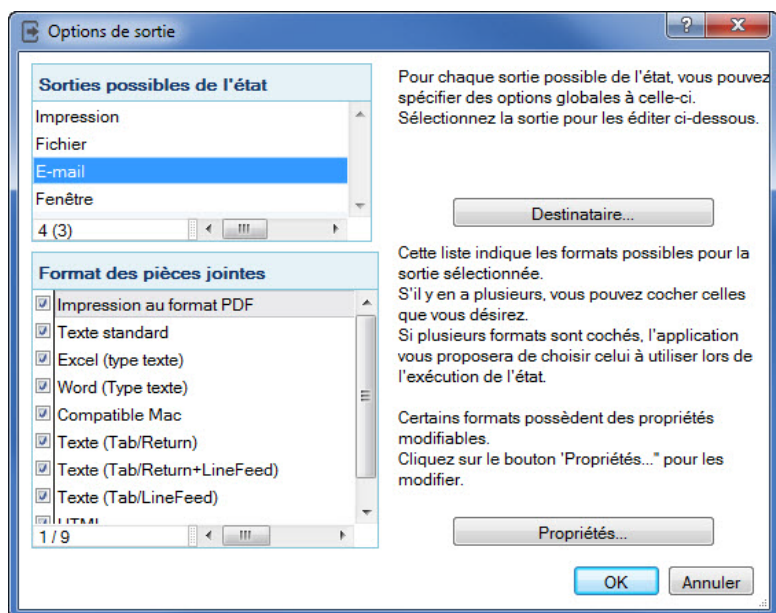 Options de sortie
Sorties possibles de l'état
Impression
Fichier
E-mail
Fenêtre
4 (3)
Pour chaque sortie possible de l'état, vous pouvez
spécifier des options globales à celle-ci.
Sélectionnez la sortie pour les éditer ci-dessous.
Destinataire...
Format des pièces jointes
Impression au format PDF
Texte standard
Excel (type texte)
Word (Type texte)
Compatible Mac
Texte (Tab/Return)
Texte (Tab/Return+LineFeed)
Texte (Tab/LineFeed)
HTML
1 / 9
Cette liste indique les formats possibles pour la
sortie sélectionnée.
S'il y en a plusieurs, vous pouvez cocher celles
que vous désirez.
Si plusieurs formats sont cochés, l'application
vous proposera de choisir celui à utiliser lors de
l'exécution de l'état.
Certains formats possèdent des propriétés
modifiables.
Cliquez sur le bouton 'Propriétés..." pour les
modifier.
Propriétés...
OK
Annuler